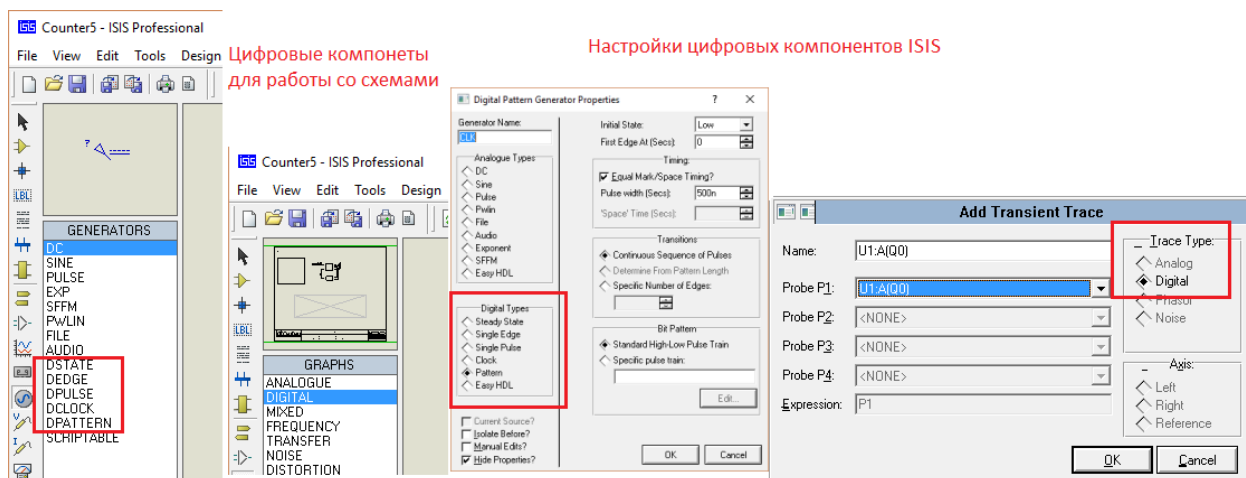 Counter5 - ISIS Professional
File View Edit Tools Design
?
LBL
GENERATORS
DC
SINE
PULSE
EXP
SFFM
PWLIN
FILE
AUDIO
DSTATE
DEDGE
DPULSE
DCLOCK
DPATTERN
SCRIPTABLE
Цифровые компонеты
для работы со схемами
Counter5 - ISIS Professional
File View Edit Tools Design
LBL
GRAPHS
ANALOGUE
DIGITAL
MIXED
FREQUENCY
TRANSFER
NOISE
DISTORTION
Настройки цифровых компонентов ISIS
Digital Pattern Generator Properties
Generator Name:
CLK
Analogue Types
DC
Sine
Pulse
Pwlin
File
Audio
Exponent
SFFM
Easy HDL
Digital Types
Steady State
Single Edge
Single Pulse
Clock
Pattern
Easy HDL
Current Source?
Isolate Before?
Manual Edits?
Hide Properties?
Initial State: Low
First Edge At (Secs): 0
Timing:
Equal Mark/Space Timing?
Pulse width (Secs): 500n
'Space' Time (Secs):
Transitions
Continuous Sequence of Pulses
Determine From Pattern Length
Specific Number of Edges:
Bit Pattern
Standard High-Low Pulse Train
Specific pulse train:
Edit...
OK Cancel
Add Transient Trace
Name: U1:A(Q0)
Probe P1: U1:A(Q0)
Probe P2: <NONE>
Probe P3: <NONE>
Probe P4: <NONE>
Expression: P1
Trace Type:
Analog
Digital
Phasor
Noise
Axis:
Left
Right
Reference
OK Cancel